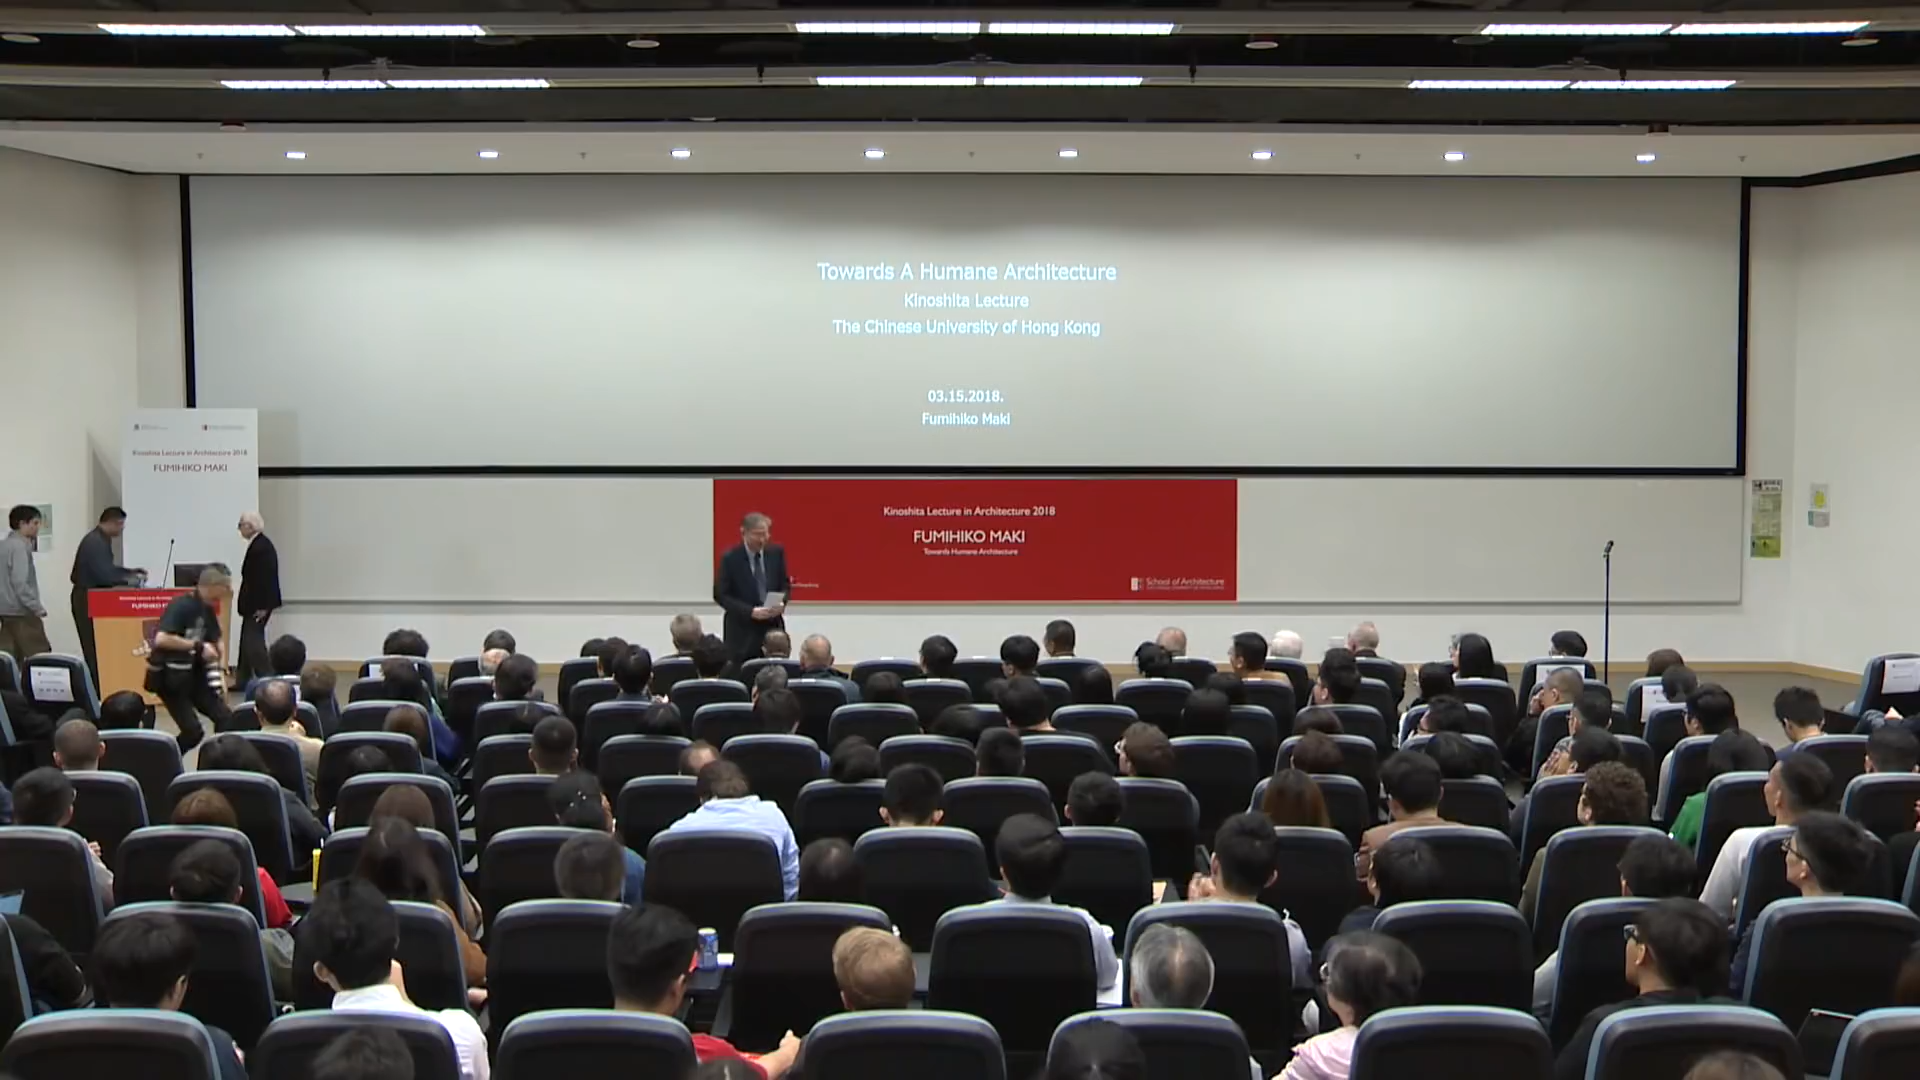 Towards A Humane Architecture
Kinoshita Lecture
The Chinese University of Hong Kong
03.15.2018.
Fumihiko Maki
Kinoshita Lecture in Architecture 2018
FUMIHIKO MAKI
Kinoshita Lecture in Architecture 2018
FUMIHIKO MAKI
Towards Humane Architecture
School of Architecture